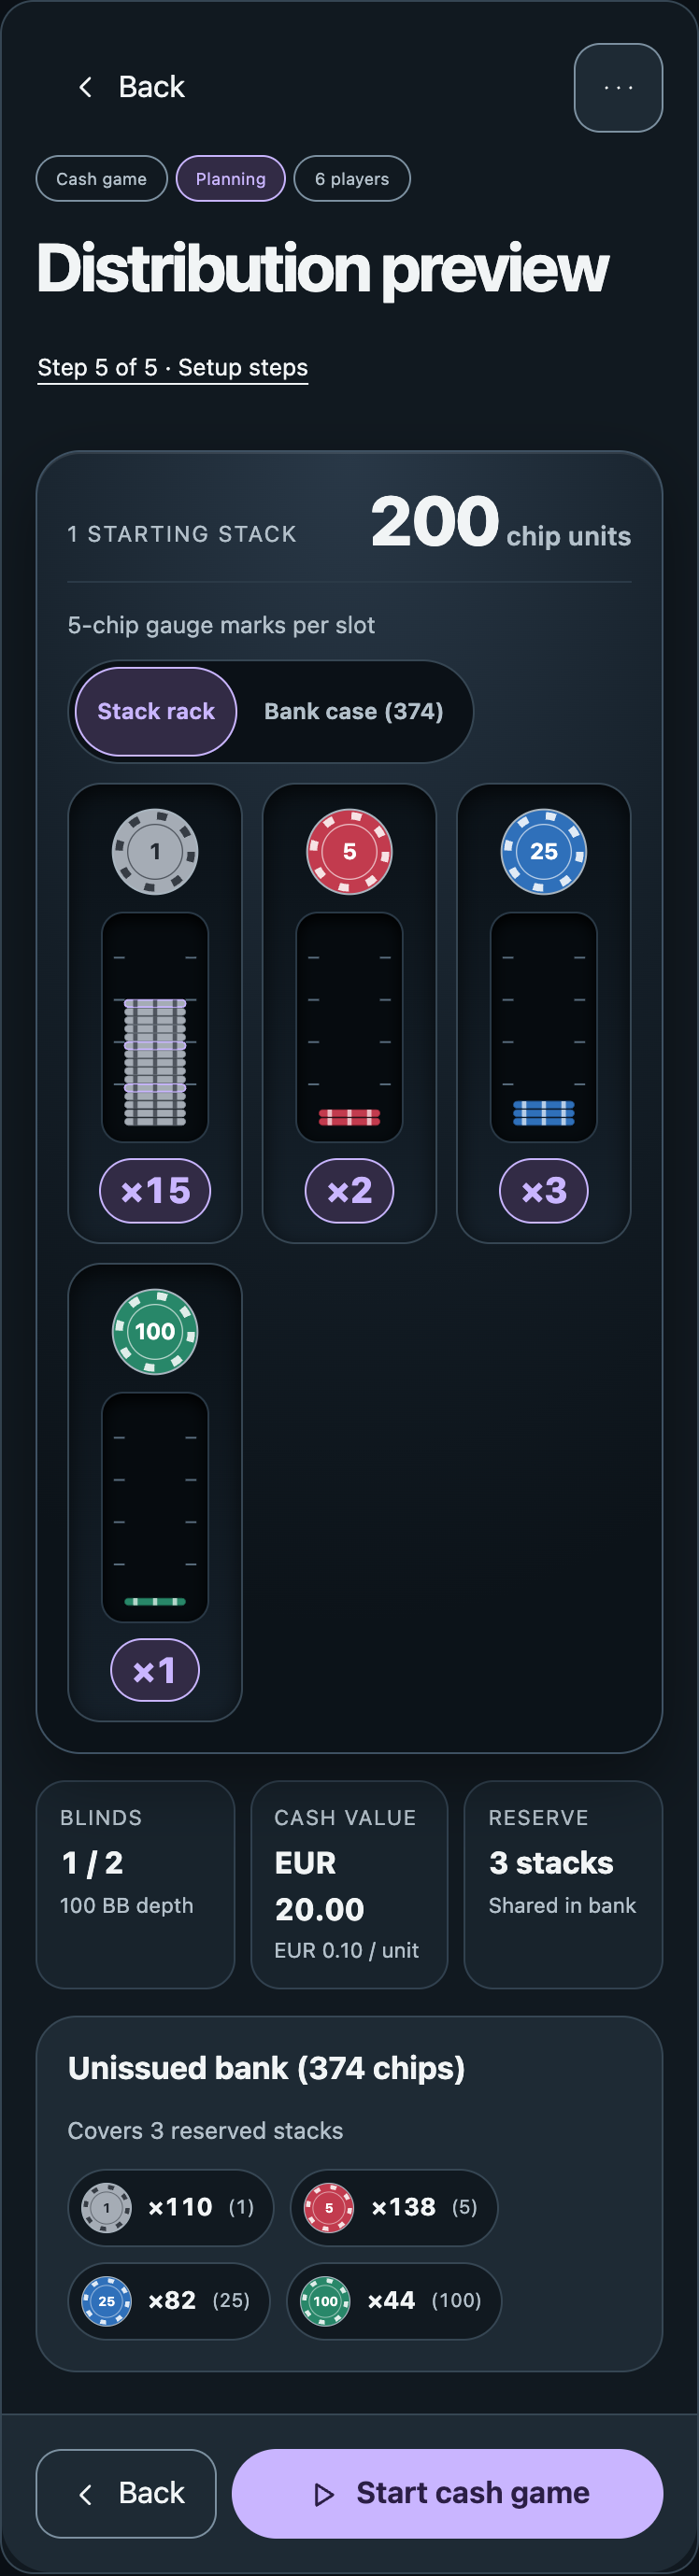 Back
···
Cash game
Planning
6 players
Distribution preview
Step 5 of 5 · Setup steps
1 STARTING STACK
200 chip units
5-chip gauge marks per slot
Stack rack
Bank case (374)
1
5
25
×15
×2
×3
100
×1
BLINDS
1 / 2
100 BB depth
CASH VALUE
EUR
20.00
EUR 0.10 / unit
RESERVE
3 stacks
Shared in bank
Unissued bank (374 chips)
Covers 3 reserved stacks
1 ×110 (1)
5 ×138 (5)
25 ×82 (25)
100 ×44 (100)
Back
Start cash game